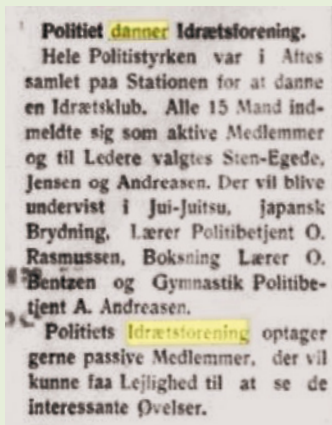 Politiet danner Idrætsforening.
Hele Politistyrken var i Aftes
samlet paa Stationen for at danne
en Idrætsklub. Alle 15 Mand ind-
meldte sig som aktive Medlemmer
og til Ledere valgtes Sten-Egede,
Jensen og Andreasen. Der vil blive
undervist i Jui-Juitsu, japansk
Brydning, Lærer Politibetjent O.
Rasmussen, Boksning Lærer O.
Bentzen og Gymnastik Politibe-
tjent A. Andreasen.
Politiets Idrætsforening optager
gerne passive Medlemmer, der vil
kunne faa Lejlighed til at se de
interessante Øvelser.